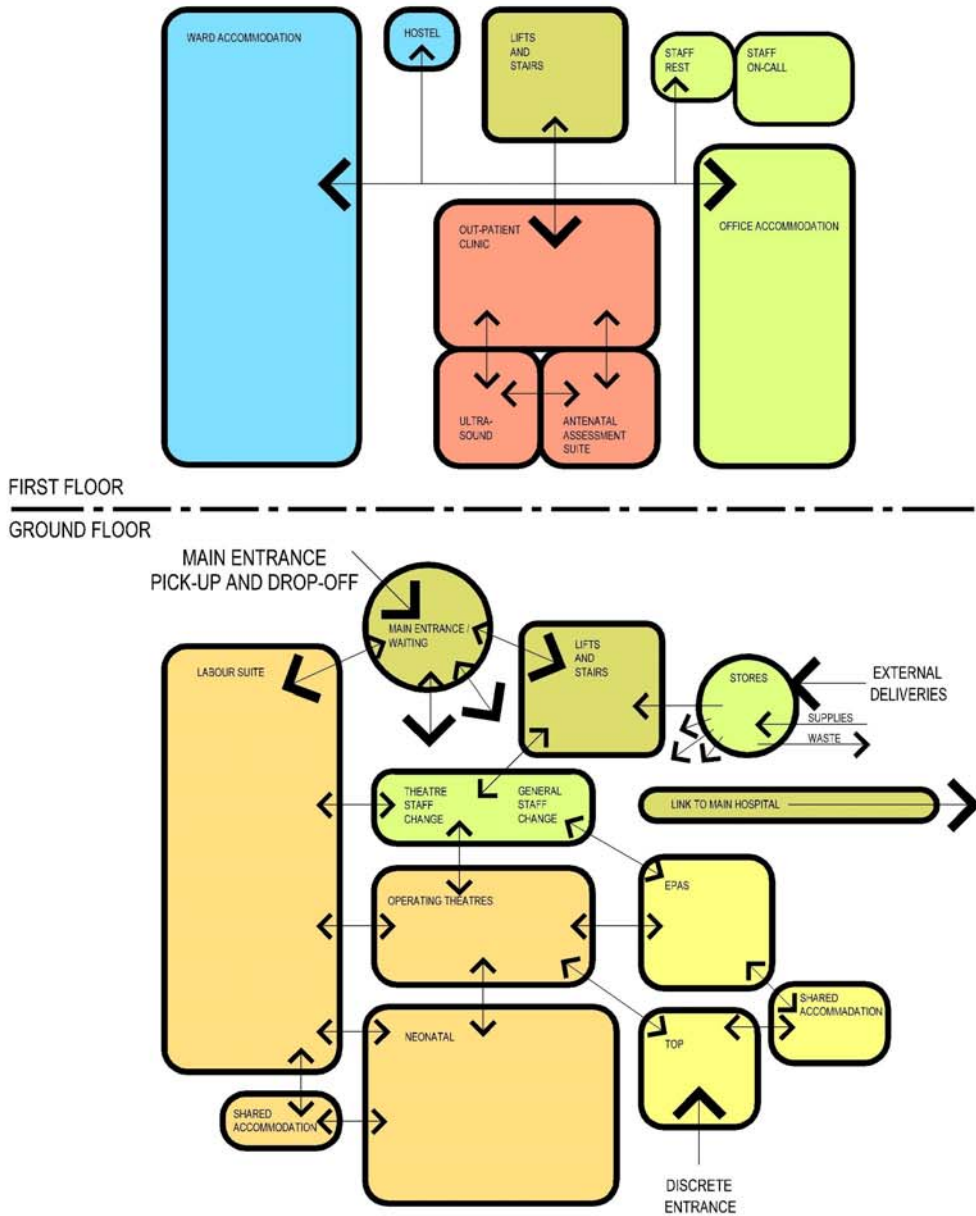 WARD ACCOMMODATION
HOSTEL
LIFTS
AND
STAIRS
STAFF
REST
STAFF
ON-CALL
OUT-PATIENT
CLINIC
OFFICE ACCOMMODATION
ULTRA-
SOUND
ANTENATAL
ASSESSMENT
SUITE
FIRST FLOOR
GROUND FLOOR
MAIN ENTRANCE
PICK-UP AND DROP-OFF
MAIN ENTRANCE /
WAITING
LABOUR SUITE
LIFTS
AND
STAIRS
STORES
EXTERNAL
DELIVERIES
SUPPLIES
WASTE
THEATRE
STAFF
CHANGE
GENERAL
STAFF
CHANGE
LINK TO MAIN HOSPITAL
OPERATING THEATRES
EPAS
SHARED
ACCOMMADATION
NEONATAL
TOP
SHARED
ACCOMMODATION
DISCRETE
ENTRANCE